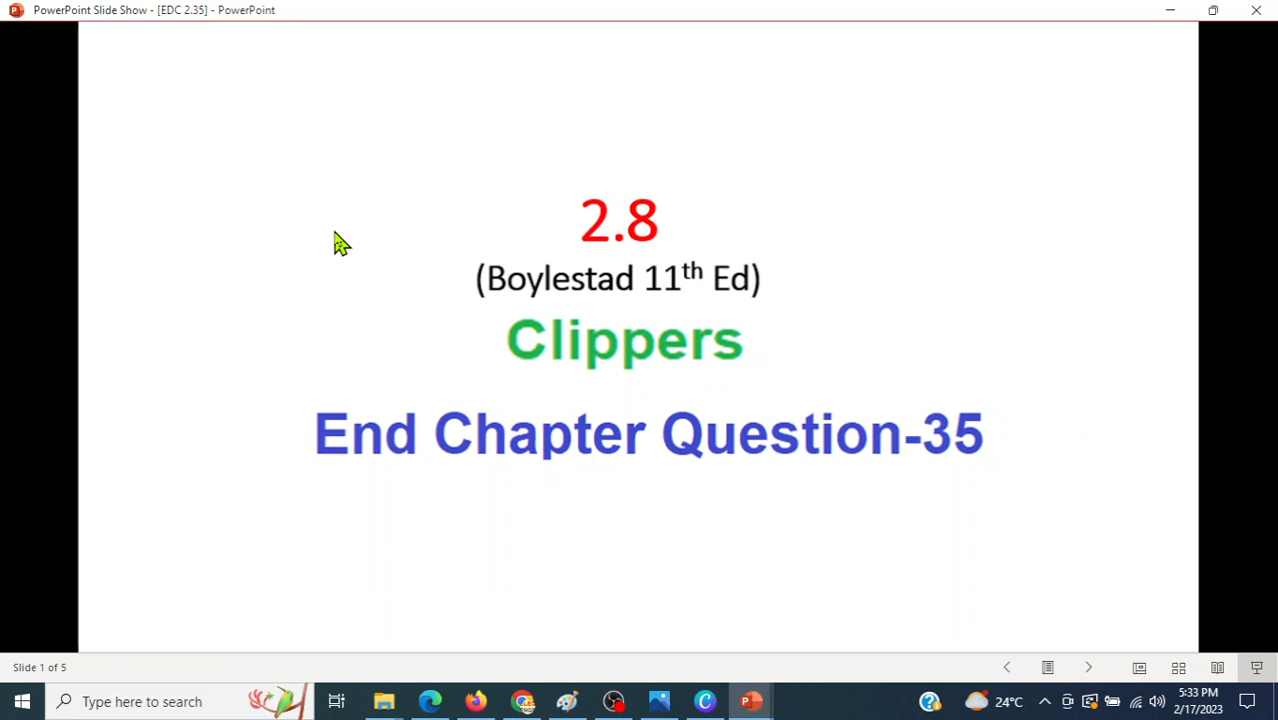 PowerPoint Slide Show - [EDC 2.35] - PowerPoint
2.8
(Boylestad 11th Ed)
Clippers
End Chapter Question-35
Slide 1 of 5
Type here to search
24°C
5:33 PM
2/17/2023